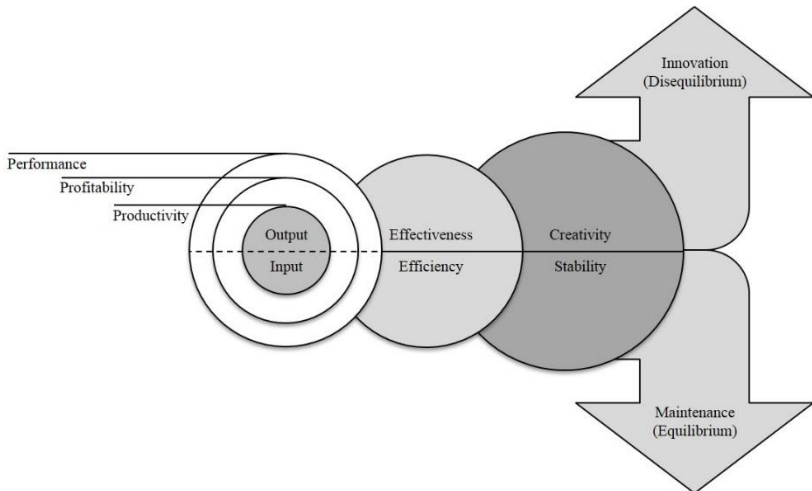 Innovation
(Disequilibrium)
Performance
Profitability
Productivity
Output
Effectiveness
Creativity
Input
Efficiency
Stability
Maintenance
(Equilibrium)